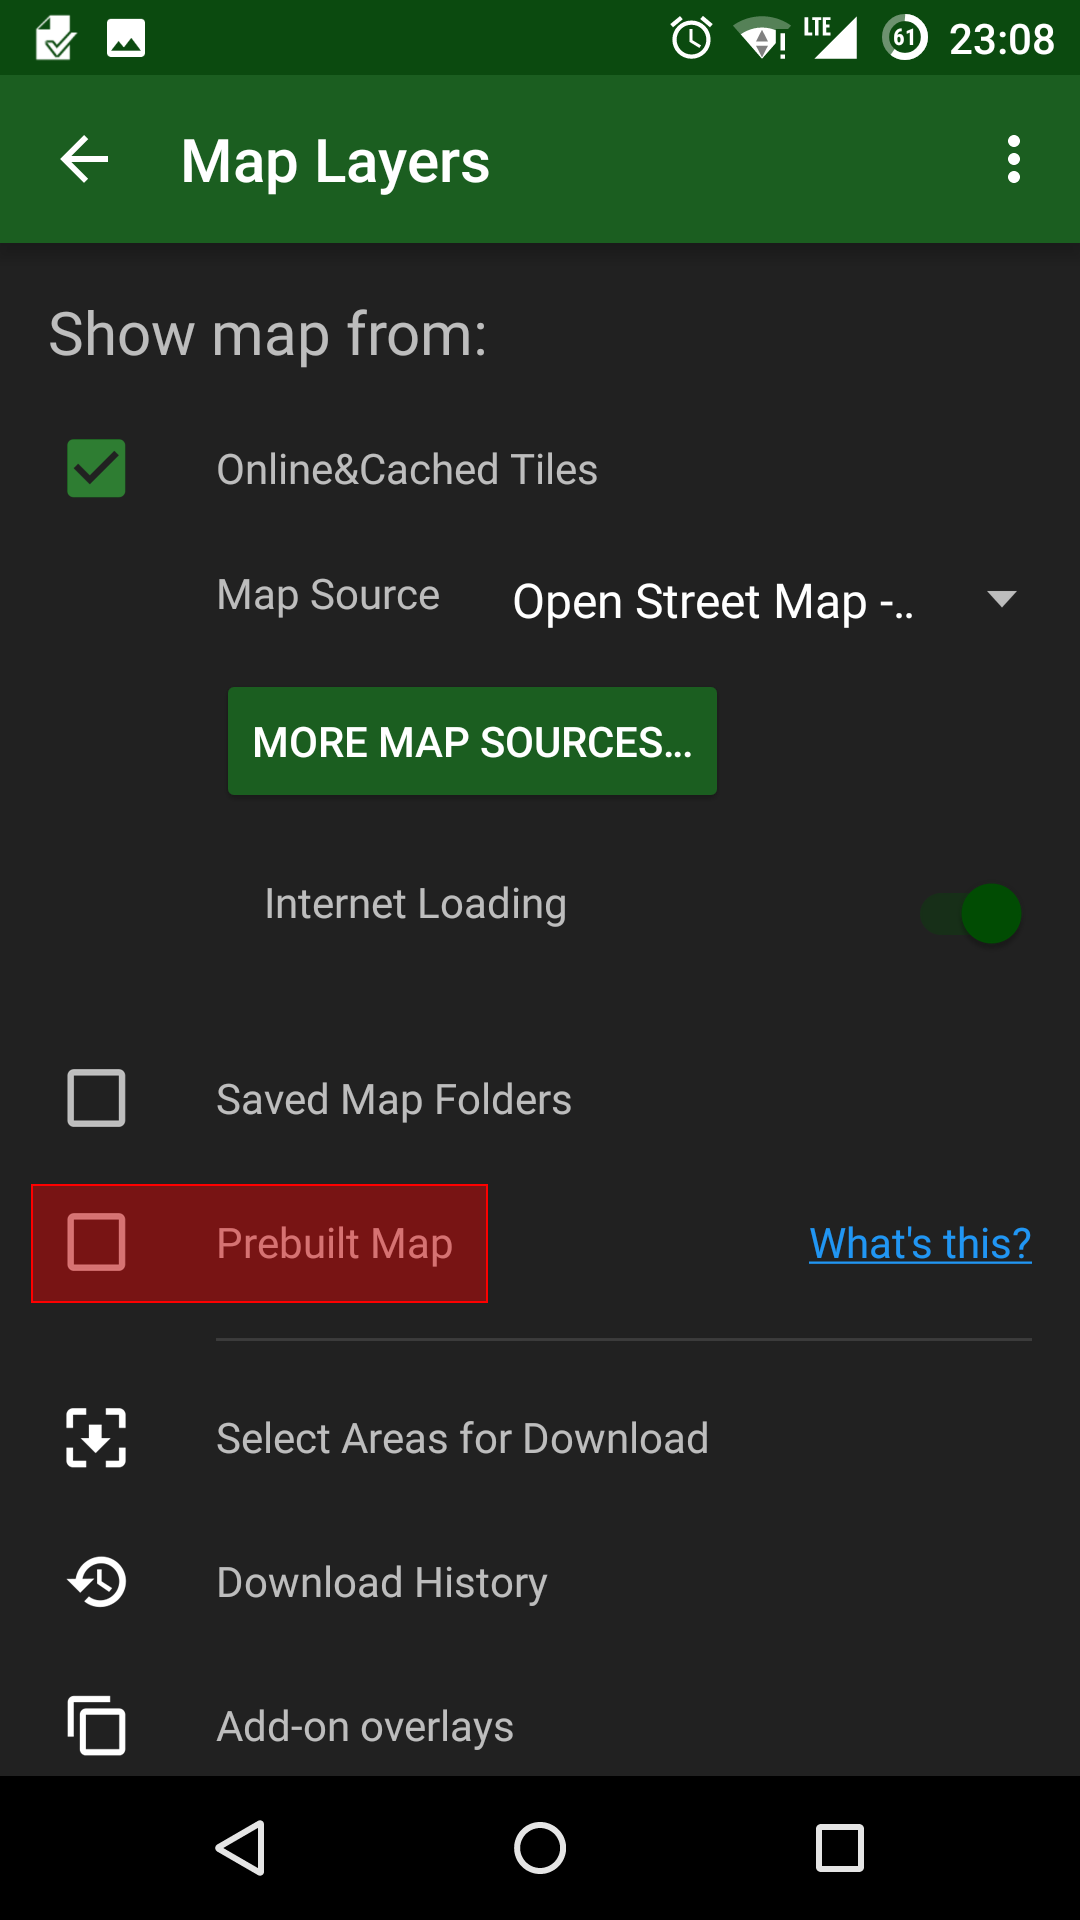 LTE 61 23:08
Map Layers
Show map from:
Online&Cached Tiles
Map Source Open Street Map -..
MORE MAP SOURCES...
Internet Loading
Saved Map Folders
Prebuilt Map What's this?
Select Areas for Download
Download History
Add-on overlays